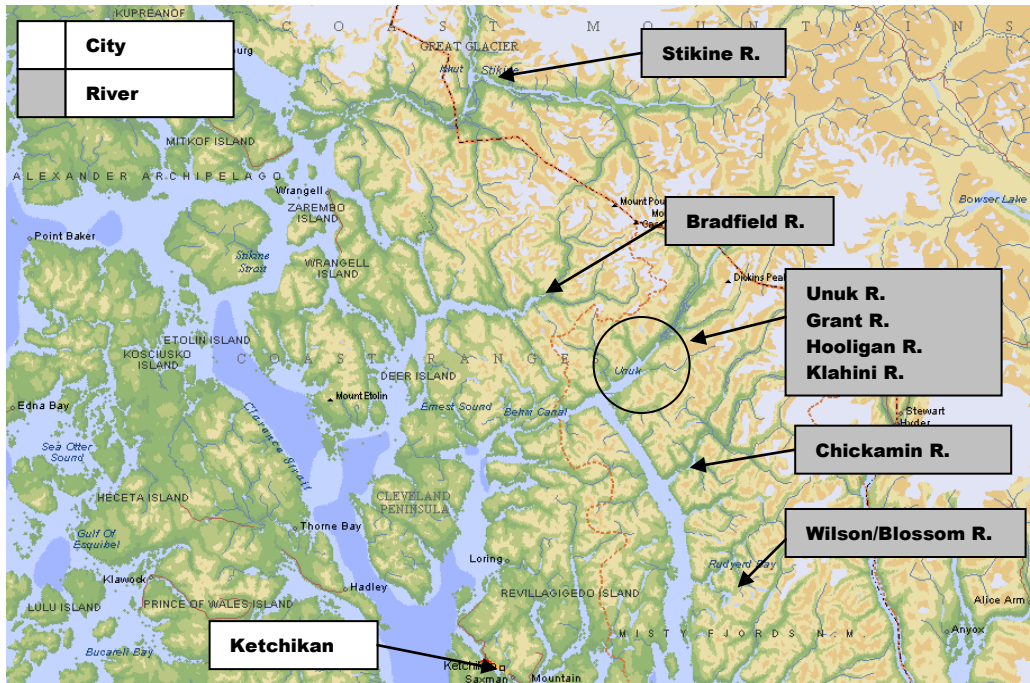 KUPREANOF
C O A S T M O U N T A I N S
City
River
burg
GREAT GLACIER
Iskut Stikine
Stikine R.
MITKOF ISLAND
ALEXANDER ARCHIPELAGO
Wrangell
ZAREMBO
ISLAND
Mount Pou
Mo
Bowser Lake
Bradfield R.
Point Baker
Stikine
Strait
WRANGELL
ISLAND
Dickins Peak
Unuk R.
Grant R.
Hooligan R.
Klahini R.
ETOLIN ISLAND
KOSCIUSKO
ISLAND
COAST RANGES
DEER ISLAND
Unuk
Mount Etolin
Edna Bay
Clarence Strait
Ernest Sound
Behm Canal
Stewart
Hyder
Sea Otter
Sound
Chickamin R.
HECETA ISLAND
CLEVELAND
PENINSULA
Thorne Bay
Gulf Of
Esquibel
Wilson/Blossom R.
Loring
Rudyerd Bay
Klawock
Hadley
REVILLAGIGEDO ISLAND
LULU ISLAND
PRINCE OF WALES ISLAND
Alice Arm
MISTY FJORDS N.M.
Anyox
Ketchikan
Bucareli Bay
Ketchikan
Saxman
Mountain